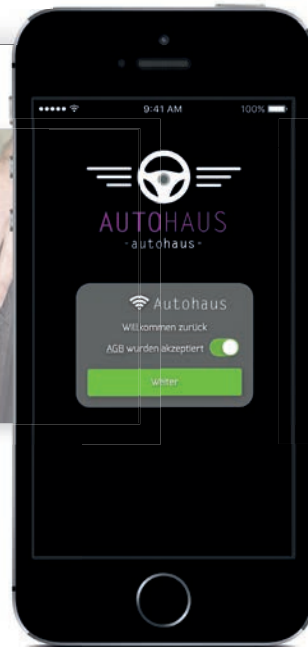 9:41 AM 100%
AUTOHAUS
-autohaus-
Autohaus
Willkommen zurück
AGB wurden akzeptiert
Weiter